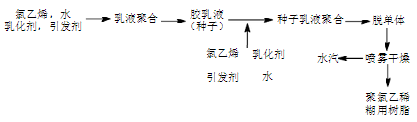 氯乙烯，水
乳化剂，引发剂
乳液聚合
胶乳液
（种子）
种子乳液聚合
脱单体
氯乙烯 乳化剂
引发剂 水
水汽
喷雾干燥
聚氯乙稀
糊用树脂